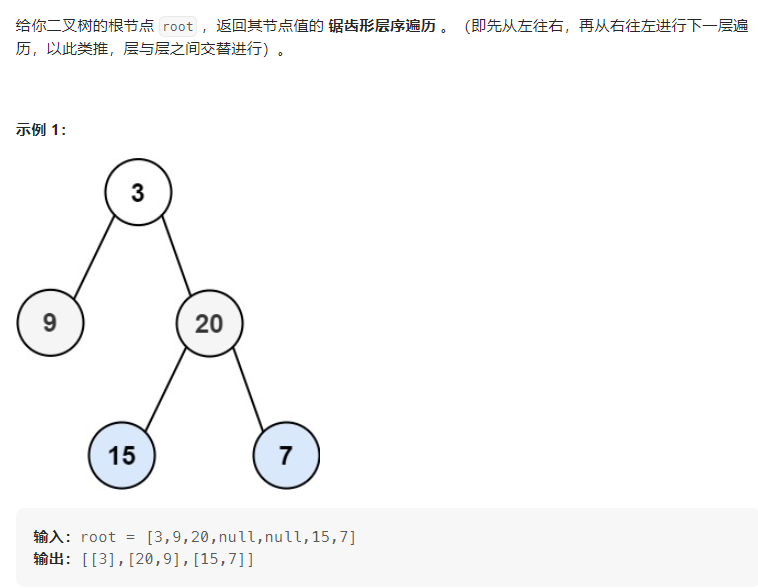 给你二叉树的根节点 root ，返回其节点值的 锯齿形层序遍历 。（即先从左往右，再从右往左进行下一层遍
历，以此类推，层与层之间交替进行）。
示例 1：
3
9
20
15
7
输入：root = [3,9,20,null,null,15,7]
输出：[[3],[20,9],[15,7]]